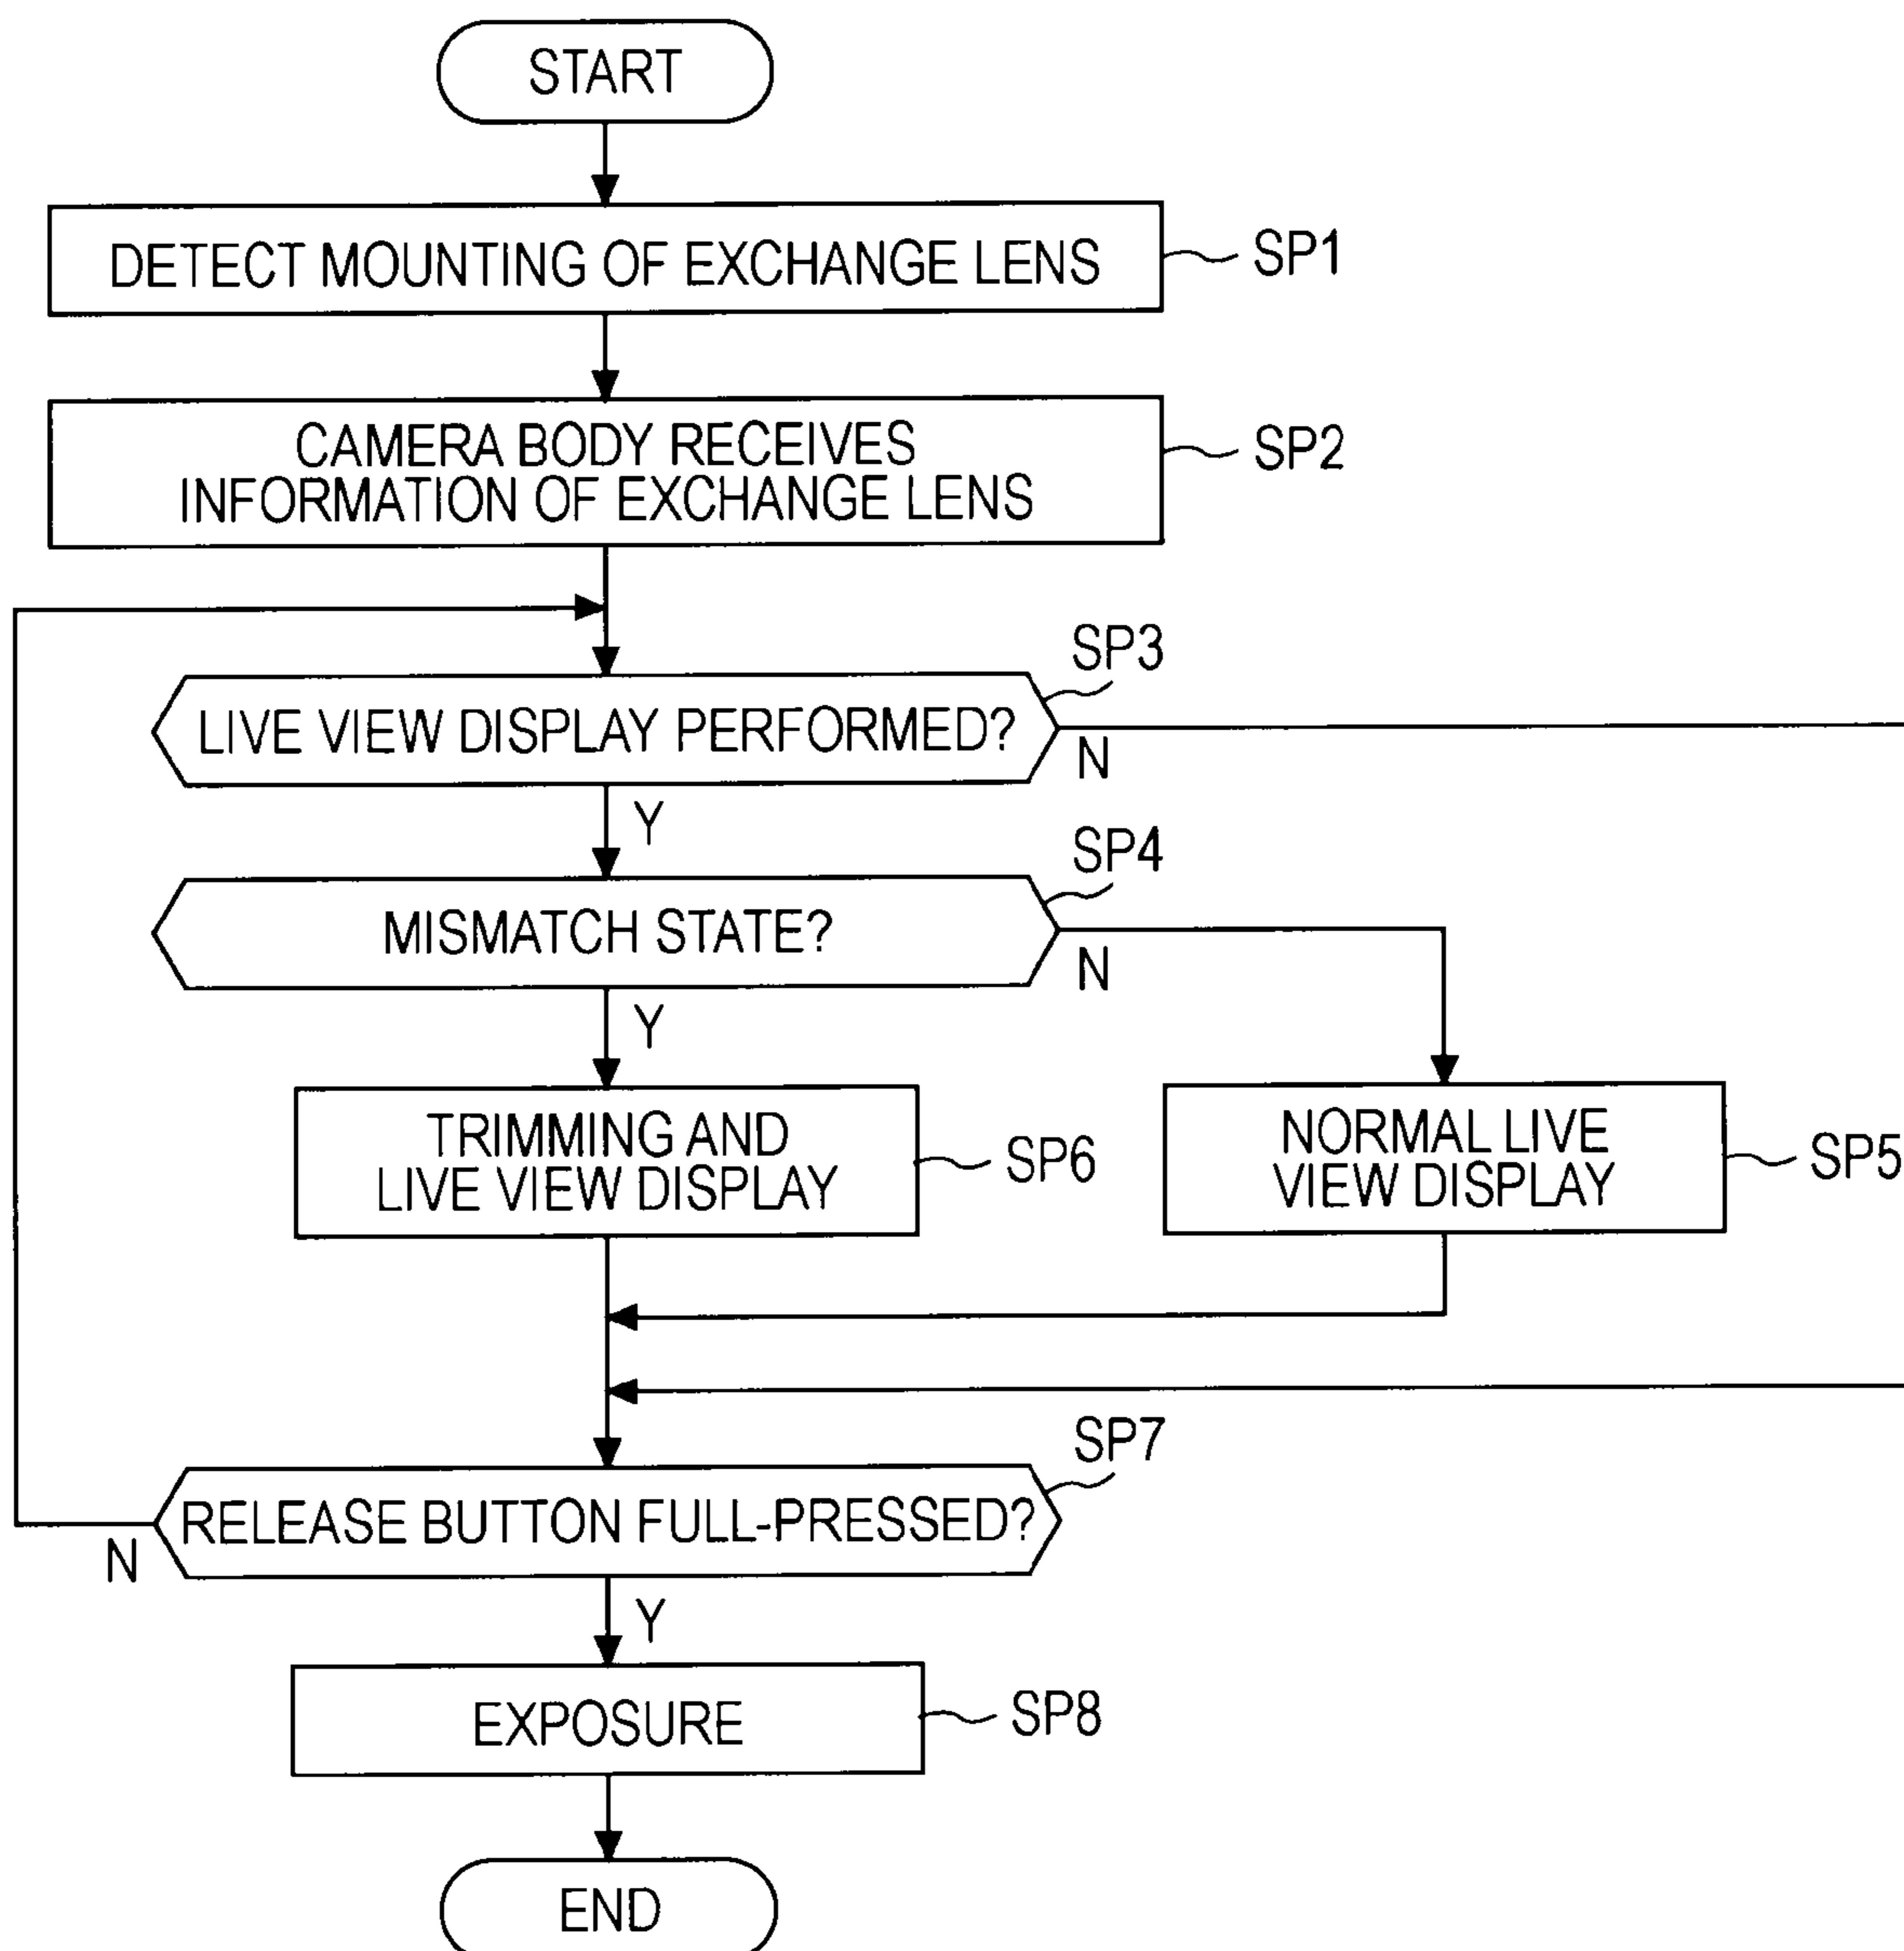 START
DETECT MOUNTING OF EXCHANGE LENS
SP1
CAMERA BODY RECEIVES
INFORMATION OF EXCHANGE LENS
SP2
SP3
LIVE VIEW DISPLAY PERFORMED?
N
Y
SP4
MISMATCH STATE?
N
Y
TRIMMING AND
LIVE VIEW DISPLAY
SP6
NORMAL LIVE
VIEW DISPLAY
SP5
SP7
RELEASE BUTTON FULL-PRESSED?
N
Y
EXPOSURE
SP8
END